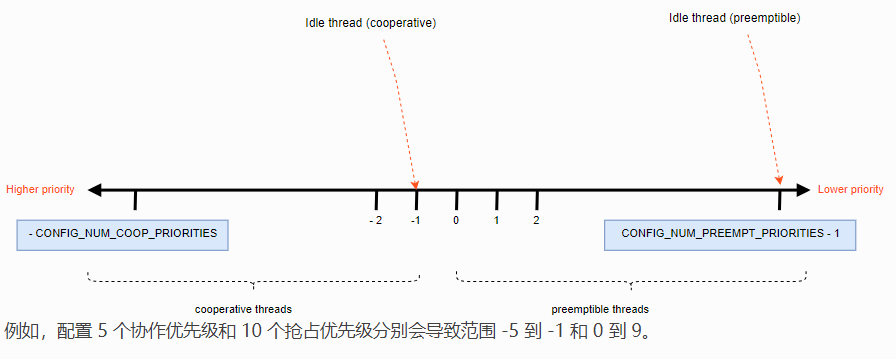 Idle thread (cooperative)
Idle thread (preemptible)
Higher priority
Lower priority
- 2
-1
0
1
2
- CONFIG_NUM_COOP_PRIORITIES
CONFIG_NUM_PREEMPT_PRIORITIES - 1
cooperative threads
preemptible threads
例如，配置 5 个协作优先级和 10 个抢占优先级分别会导致范围 -5 到 -1 和 0 到 9。